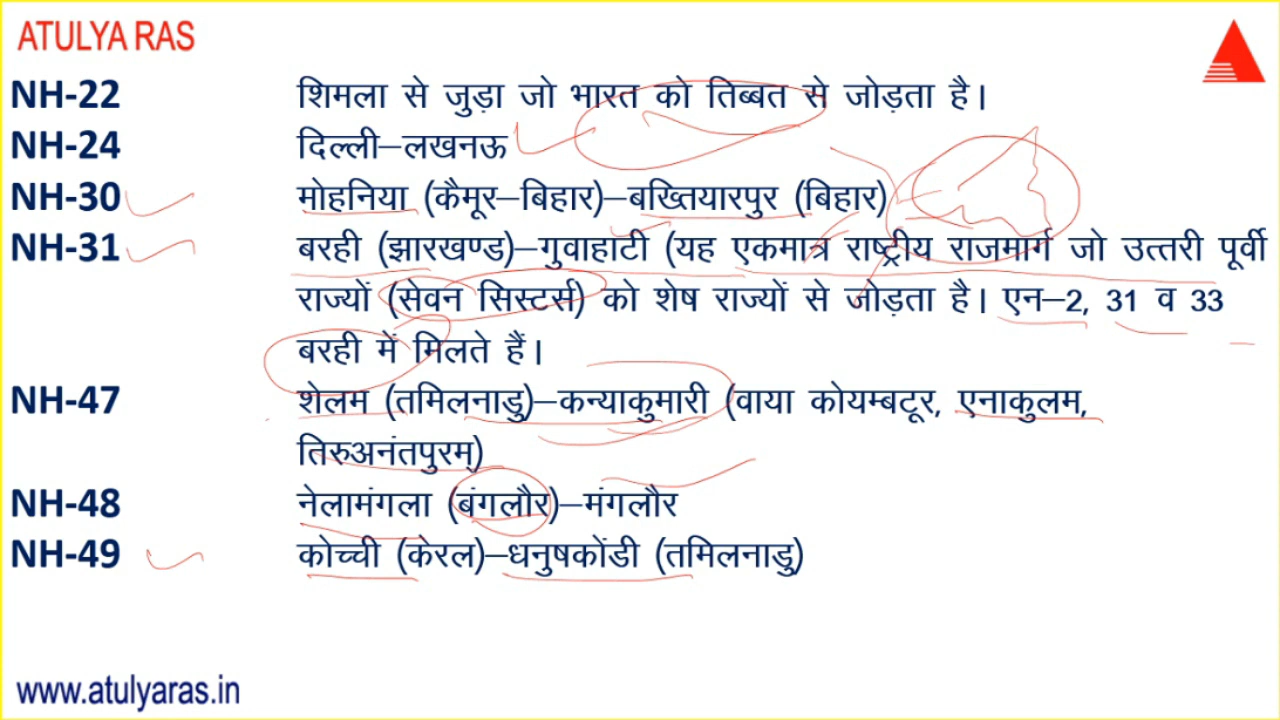 ATULYA RAS
NH-22 शिमला से जुड़ा जो भारत को तिब्बत से जोड़ता है।
NH-24 दिल्ली–लखनऊ
NH-30 मोहनिया (कैमूर–बिहार)–बख्तियारपुर (बिहार)
NH-31 बरही (झारखण्ड)–गुवाहाटी (यह एकमात्र राष्ट्रीय राजमार्ग जो उत्तरी पूर्वी
राज्यों (सेवन सिस्टर्स) को शेष राज्यों से जोड़ता है। एन–2, 31 व 33
बरही में मिलते हैं।
NH-47 शेलम (तमिलनाडु)–कन्याकुमारी (वाया कोयम्बटूर, एनाकुलम,
तिरुअनंतपुरम्)
NH-48 नेलामंगला (बंगलौर)–मंगलौर
NH-49 कोच्ची (केरल)–धनुषकोंडी (तमिलनाडु)
www.atulyaras.in